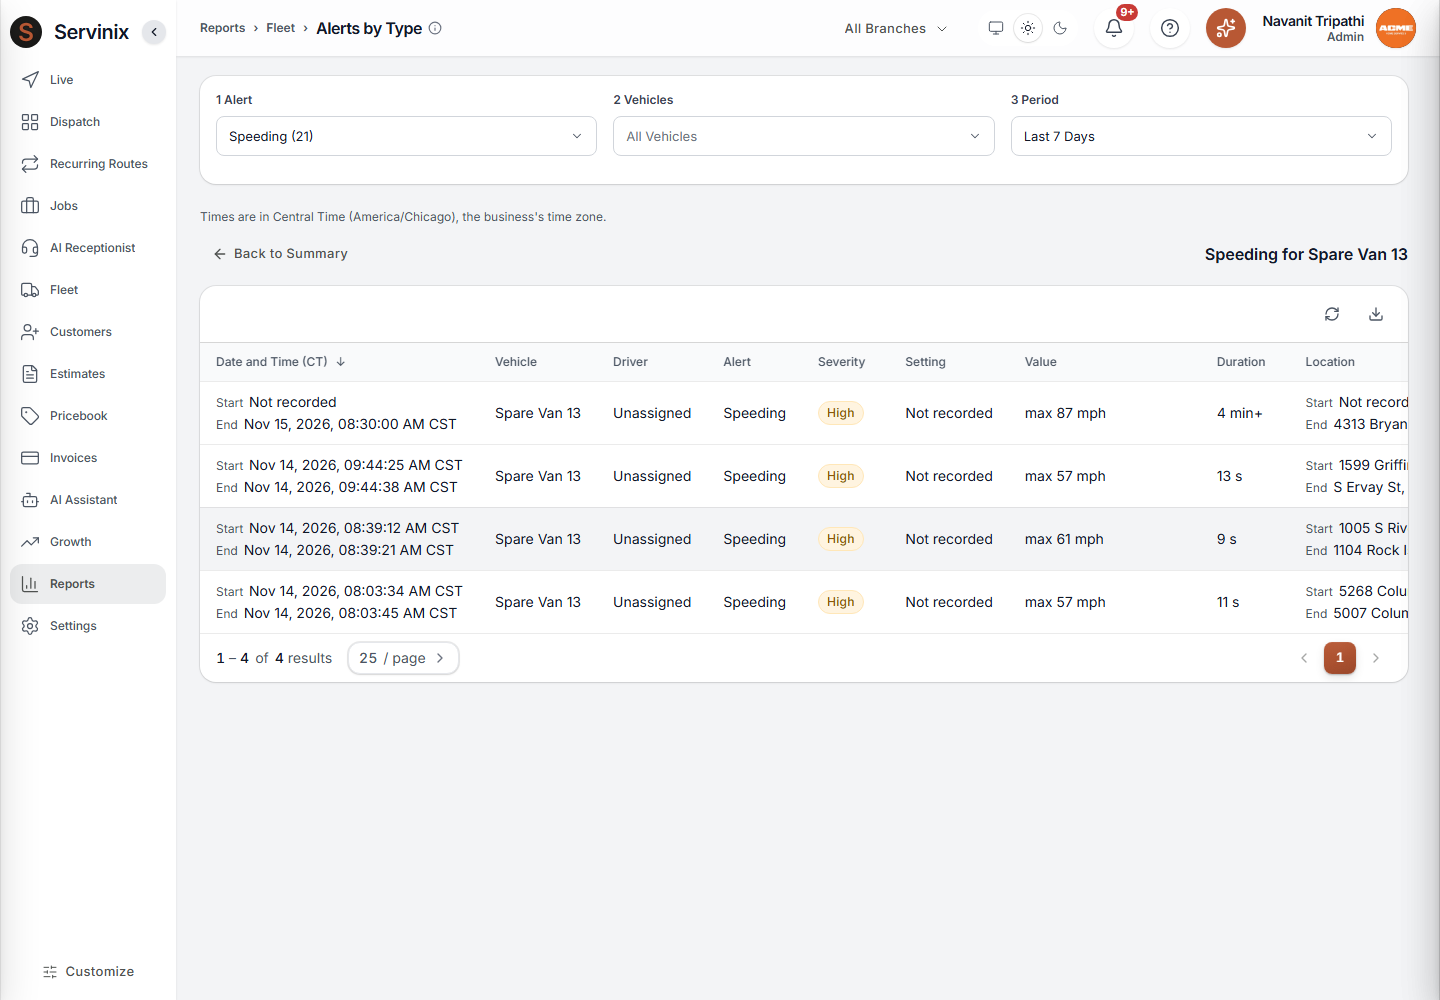 S Servinix
Reports > Fleet > Alerts by Type
All Branches
9+
Navanit Tripathi
Admin
ACME
Live
Dispatch
Recurring Routes
Jobs
AI Receptionist
Fleet
Customers
Estimates
Pricebook
Invoices
AI Assistant
Growth
Reports
Settings
Customize
1 Alert 2 Vehicles 3 Period
Speeding (21) All Vehicles Last 7 Days
Times are in Central Time (America/Chicago), the business's time zone.
Back to Summary
Speeding for Spare Van 13
Date and Time (CT) Vehicle Driver Alert Severity Setting Value Duration Location
Start Not recorded
End Nov 15, 2026, 08:30:00 AM CST
Spare Van 13 Unassigned Speeding High Not recorded max 87 mph 4 min+
Start Not record
End 4313 Bryan
Start Nov 14, 2026, 09:44:25 AM CST
End Nov 14, 2026, 09:44:38 AM CST
Spare Van 13 Unassigned Speeding High Not recorded max 57 mph 13 s
Start 1599 Griffi
End S Ervay St,
Start Nov 14, 2026, 08:39:12 AM CST
End Nov 14, 2026, 08:39:21 AM CST
Spare Van 13 Unassigned Speeding High Not recorded max 61 mph 9 s
Start 1005 S Riv
End 1104 Rock I
Start Nov 14, 2026, 08:03:34 AM CST
End Nov 14, 2026, 08:03:45 AM CST
Spare Van 13 Unassigned Speeding High Not recorded max 57 mph 11 s
Start 5268 Colu
End 5007 Colum
1 – 4 of 4 results 25 / page
1